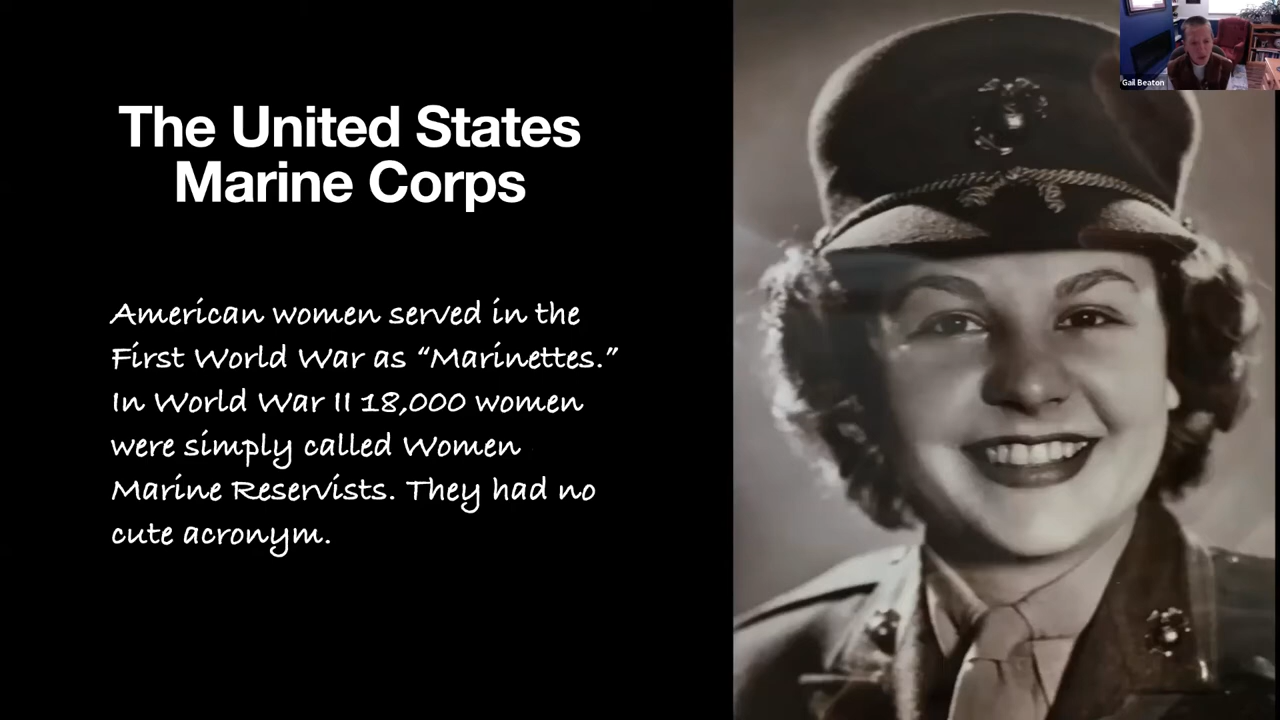 The United States
Marine Corps
American women served in the
First World War as “Marinettes.”
In World War II 18,000 women
were simply called Women
Marine Reservists. They had no
cute acronym.
Gail Beaton